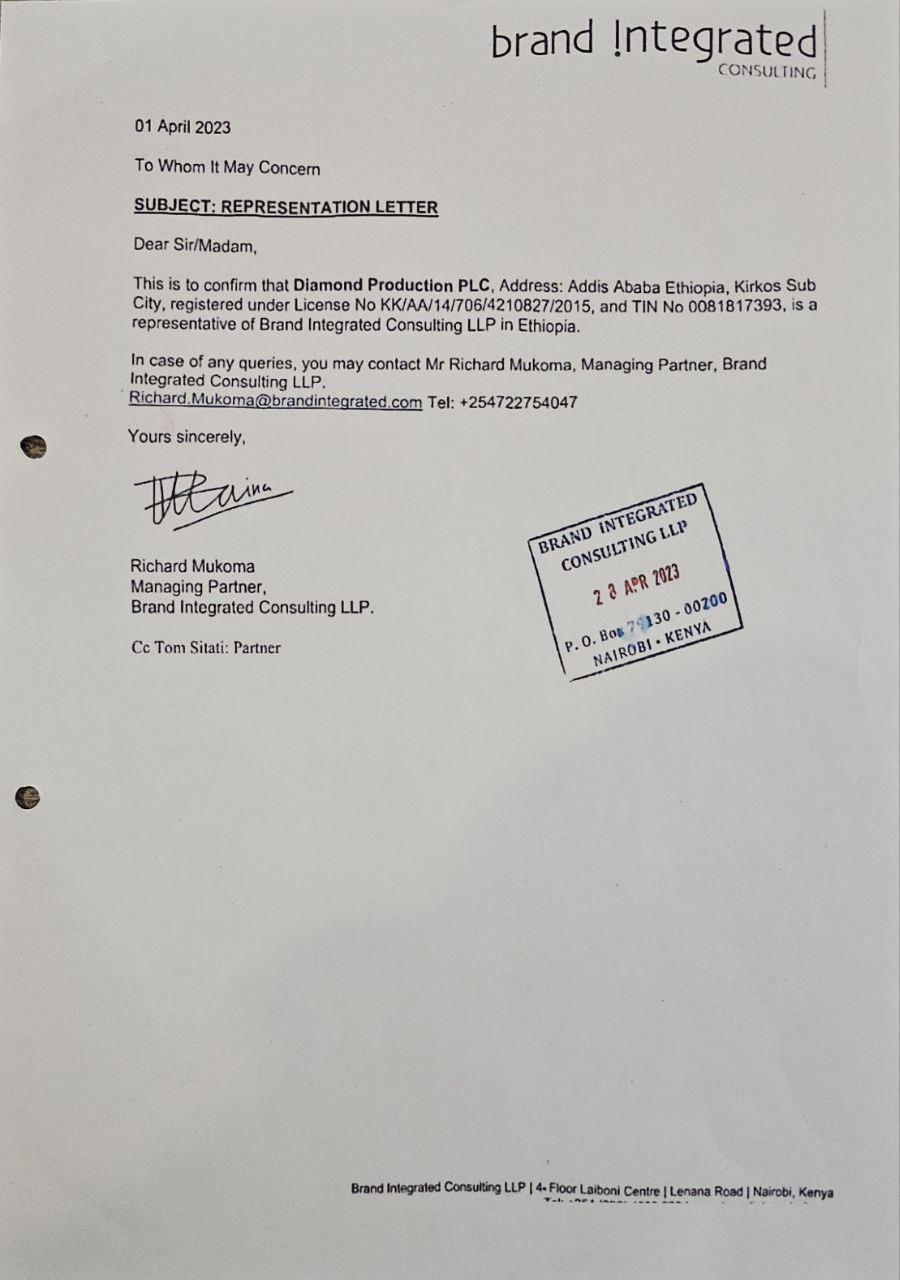 brand !ntegrated
CONSULTING
01 April 2023
To Whom It May Concern
SUBJECT: REPRESENTATION LETTER
Dear Sir/Madam,
This is to confirm that Diamond Production PLC, Address: Addis Ababa Ethiopia, Kirkos Sub
City, registered under License No KK/AA/14/706/4210827/2015, and TIN No 0081817393, is a
representative of Brand Integrated Consulting LLP in Ethiopia.
In case of any queries, you may contact Mr Richard Mukoma, Managing Partner, Brand
Integrated Consulting LLP.
Richard.Mukoma@brandintegrated.com Tel: +254722754047
Yours sincerely,
Richard Mukoma
Managing Partner,
Brand Integrated Consulting LLP.
Cc Tom Sitati: Partner
BRAND INTEGRATED
CONSULTING LLP
APR 2023
P. O. Box - 00200
NAIROBI • KENYA
Brand Integrated Consulting LLP | 4th Floor Laiboni Centre | Lenana Road | Nairobi, Kenya